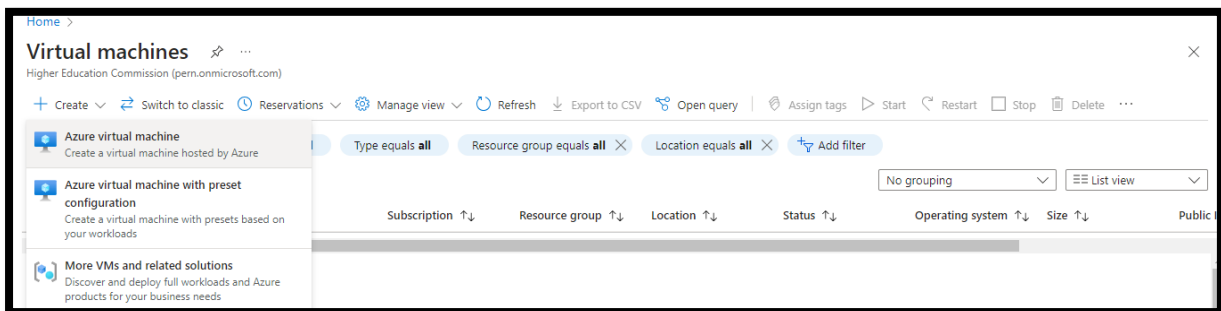 Home >
Virtual machines
Higher Education Commission (pern.onmicrosoft.com)
Create Switch to classic Reservations Manage view Refresh Export to CSV Open query Assign tags Start Restart Stop Delete
Azure virtual machine
Create a virtual machine hosted by Azure
Type equals all Resource group equals all Location equals all Add filter
Azure virtual machine with preset
configuration
Create a virtual machine with presets based on
your workloads
No grouping List view
Subscription Resource group Location Status Operating system Size Public
More VMs and related solutions
Discover and deploy full workloads and Azure
products for your business needs